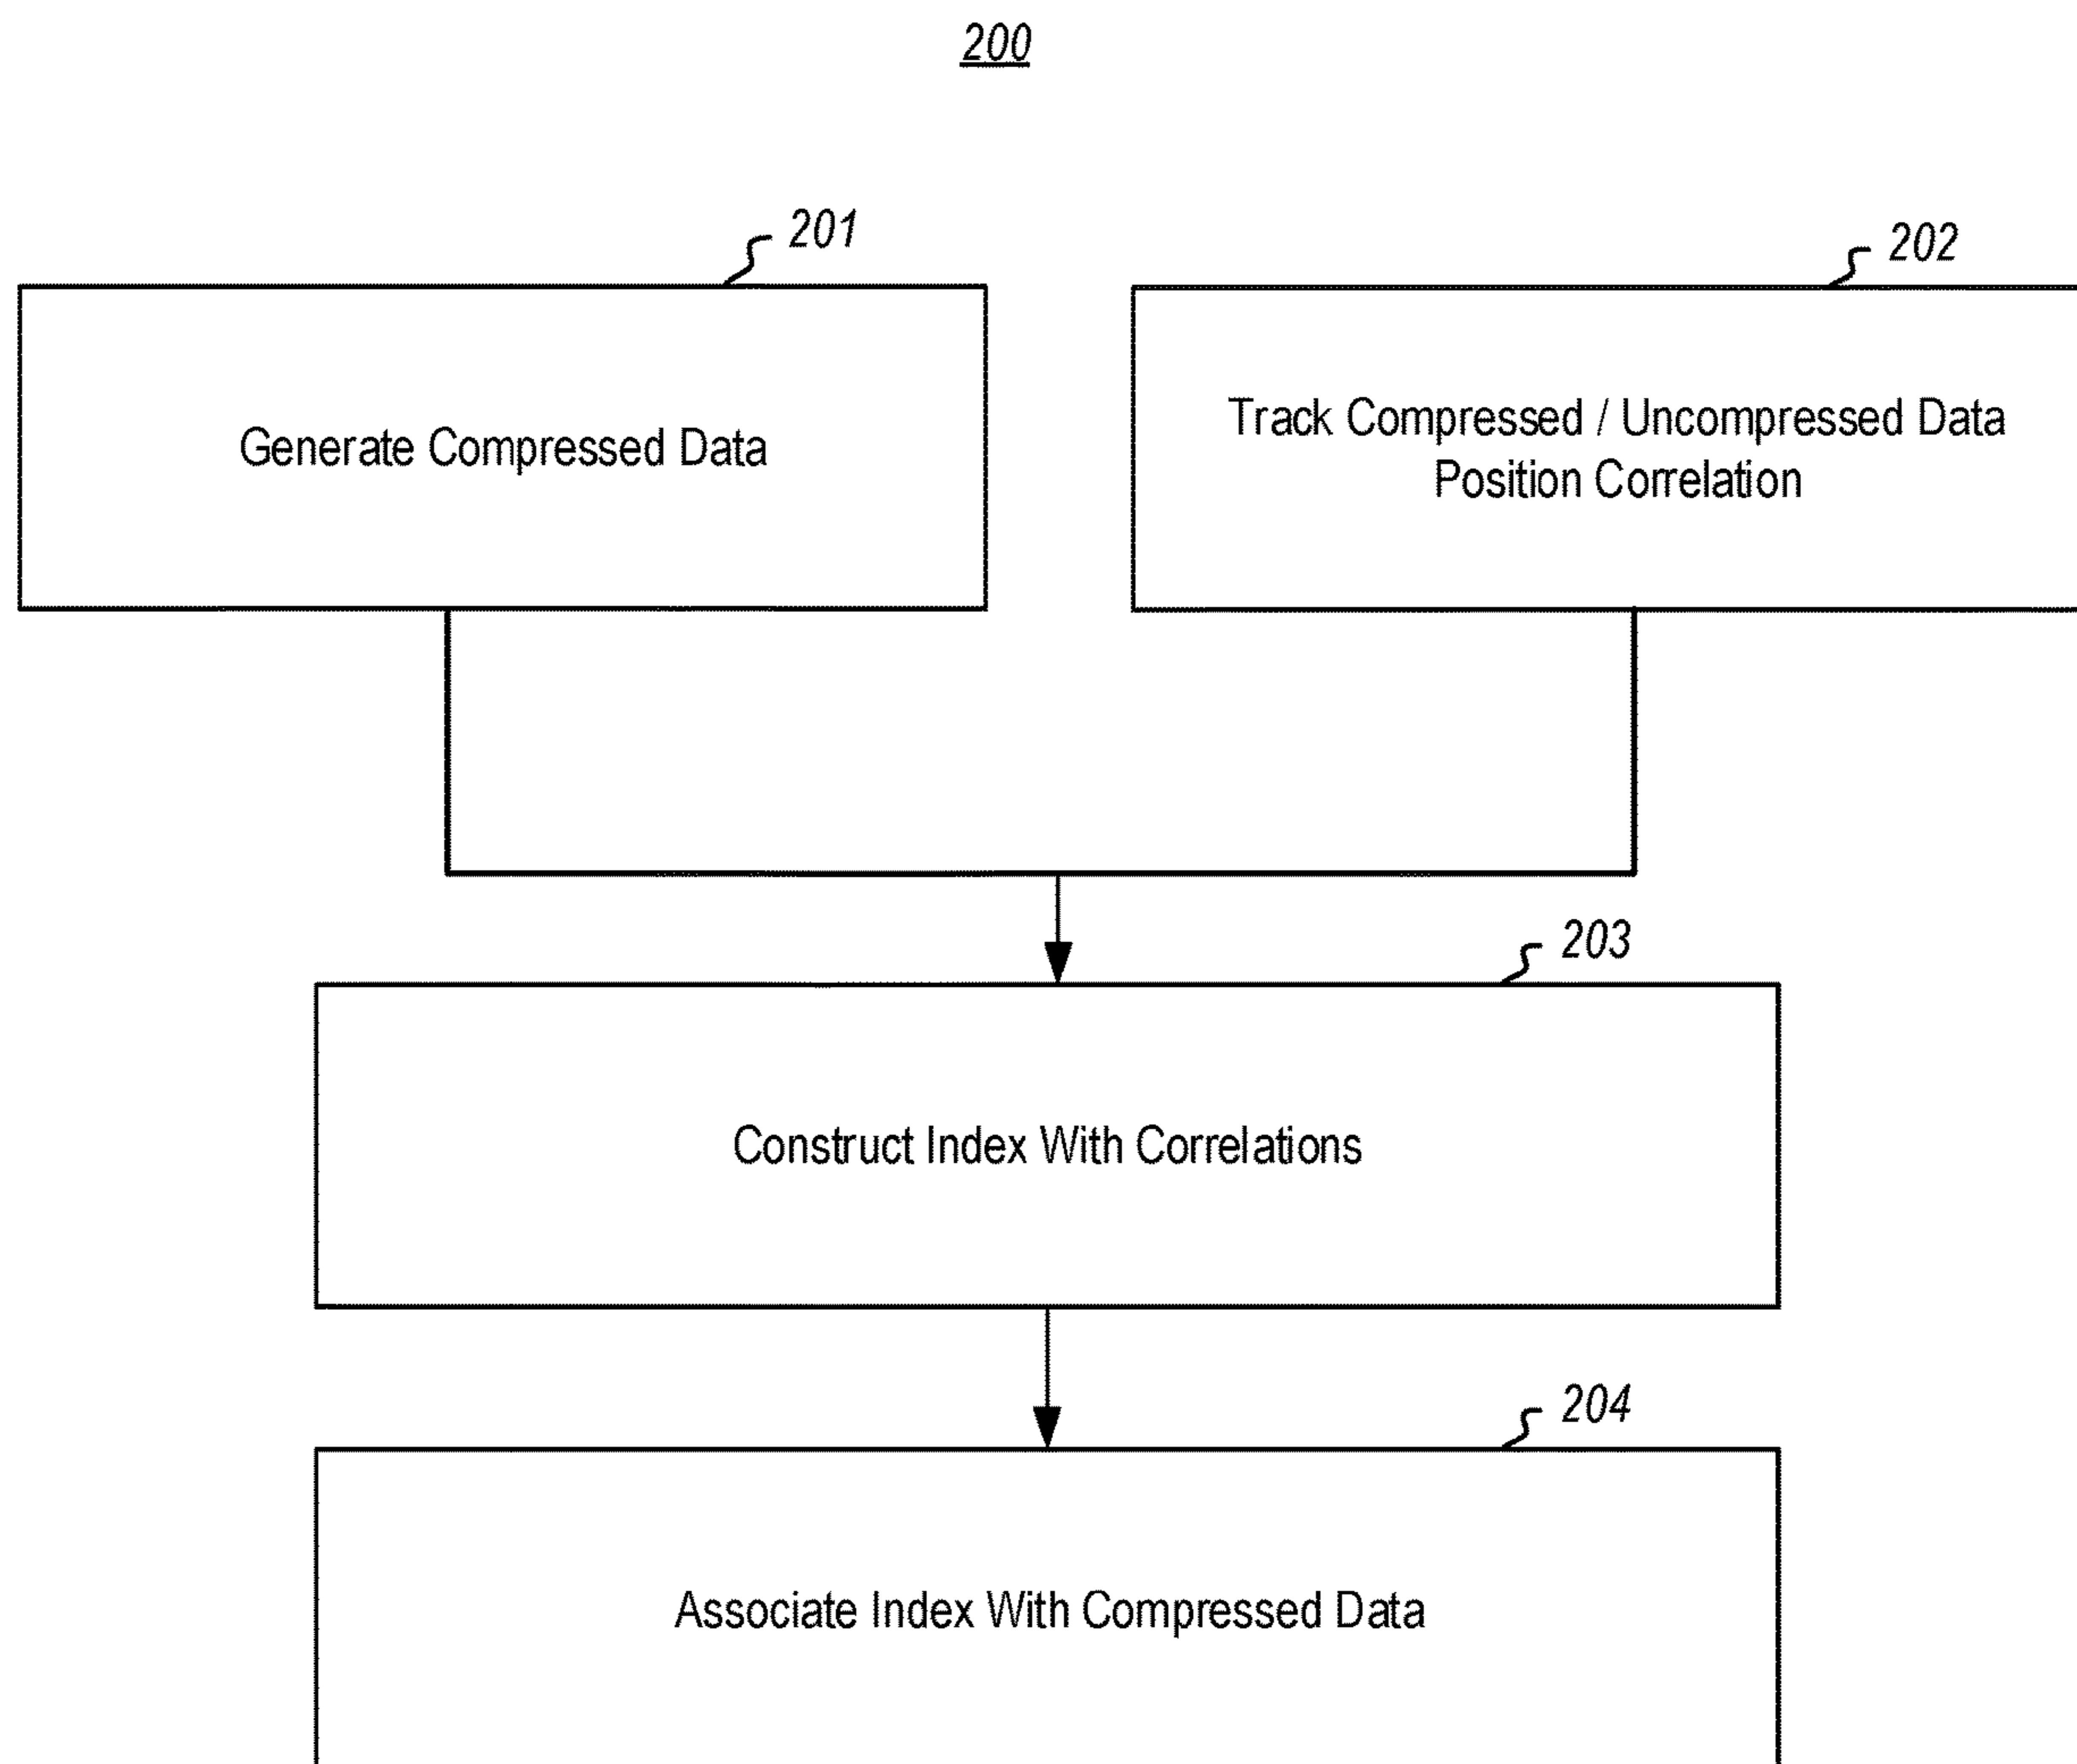 200
201
202
Generate Compressed Data
Track Compressed / Uncompressed Data
Position Correlation
203
Construct Index With Correlations
204
Associate Index With Compressed Data